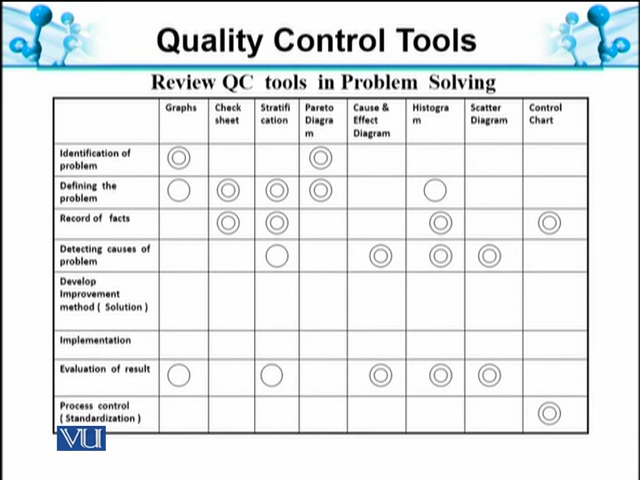 Quality Control Tools
Review QC tools in Problem Solving
Graphs
Check
sheet
Stratifi
cation
Pareto
Diagra
m
Cause &
Effect
Diagram
Histogra
m
Scatter
Diagram
Control
Chart
Identification of
problem
Defining the
problem
Record of facts
Detecting causes of
problem
Develop
Improvement
method ( Solution )
Implementation
Evaluation of result
Process control
( Standardization )
VU